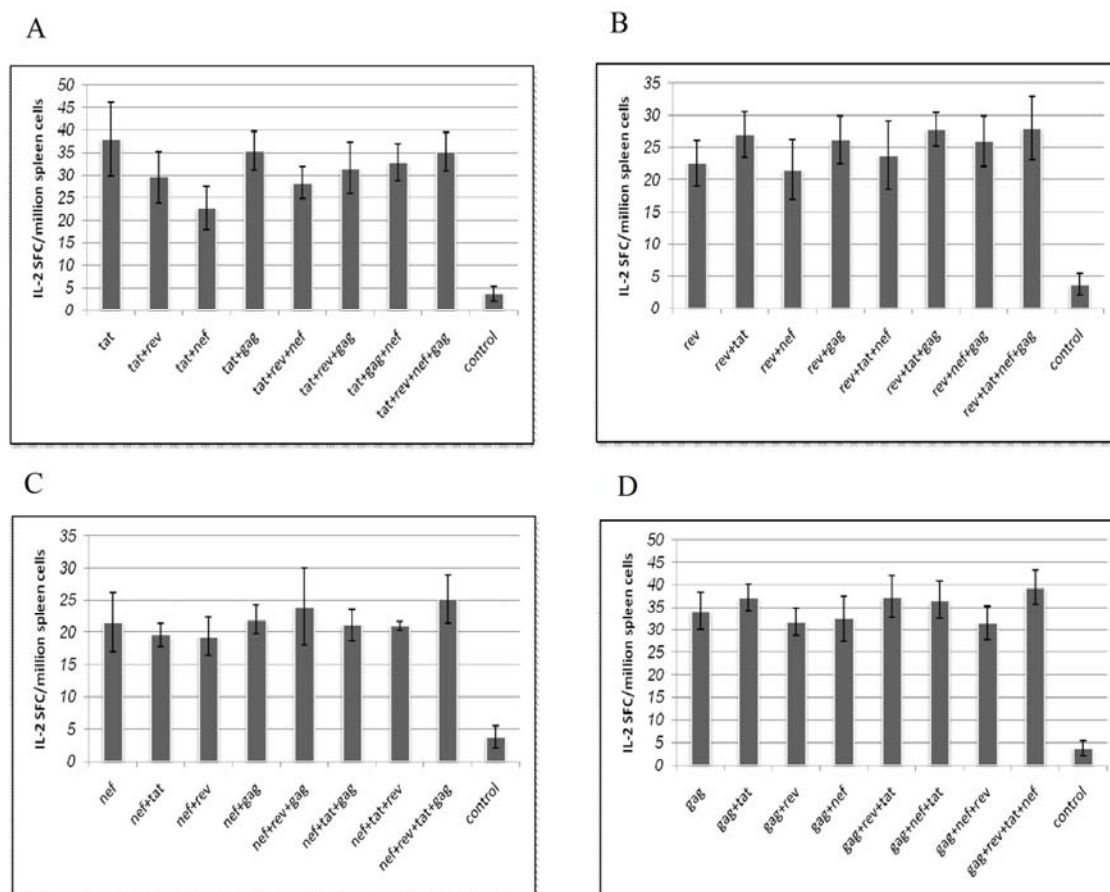 A
IL-2 SFC/million spleen cells
50
45
40
35
30
25
20
15
10
5
0
tat
tat+rev
tat+nef
tat+gag
tat+rev+nef
tat+rev+gag
tat+gag+nef
tat+rev+nef+gag
control
B
IL-2 SFC/million spleen cells
35
30
25
20
15
10
5
0
rev
rev+tat
rev+nef
rev+gag
rev+tat+nef
rev+tat+gag
rev+nef+gag
rev+tat+nef+gag
control
C
IL-2 SFC/million spleen cells
35
30
25
20
15
10
5
0
nef
nef+tat
nef+rev
nef+gag
nef+rev+gag
nef+tat+gag
nef+tat+rev
nef+rev+tat+gag
control
D
IL-2 SFC/million spleen cells
50
45
40
35
30
25
20
15
10
5
0
gag
gag+tat
gag+rev
gag+nef
gag+rev+tat
gag+nef+tat
gag+nef+rev
gag+rev+tat+nef
control